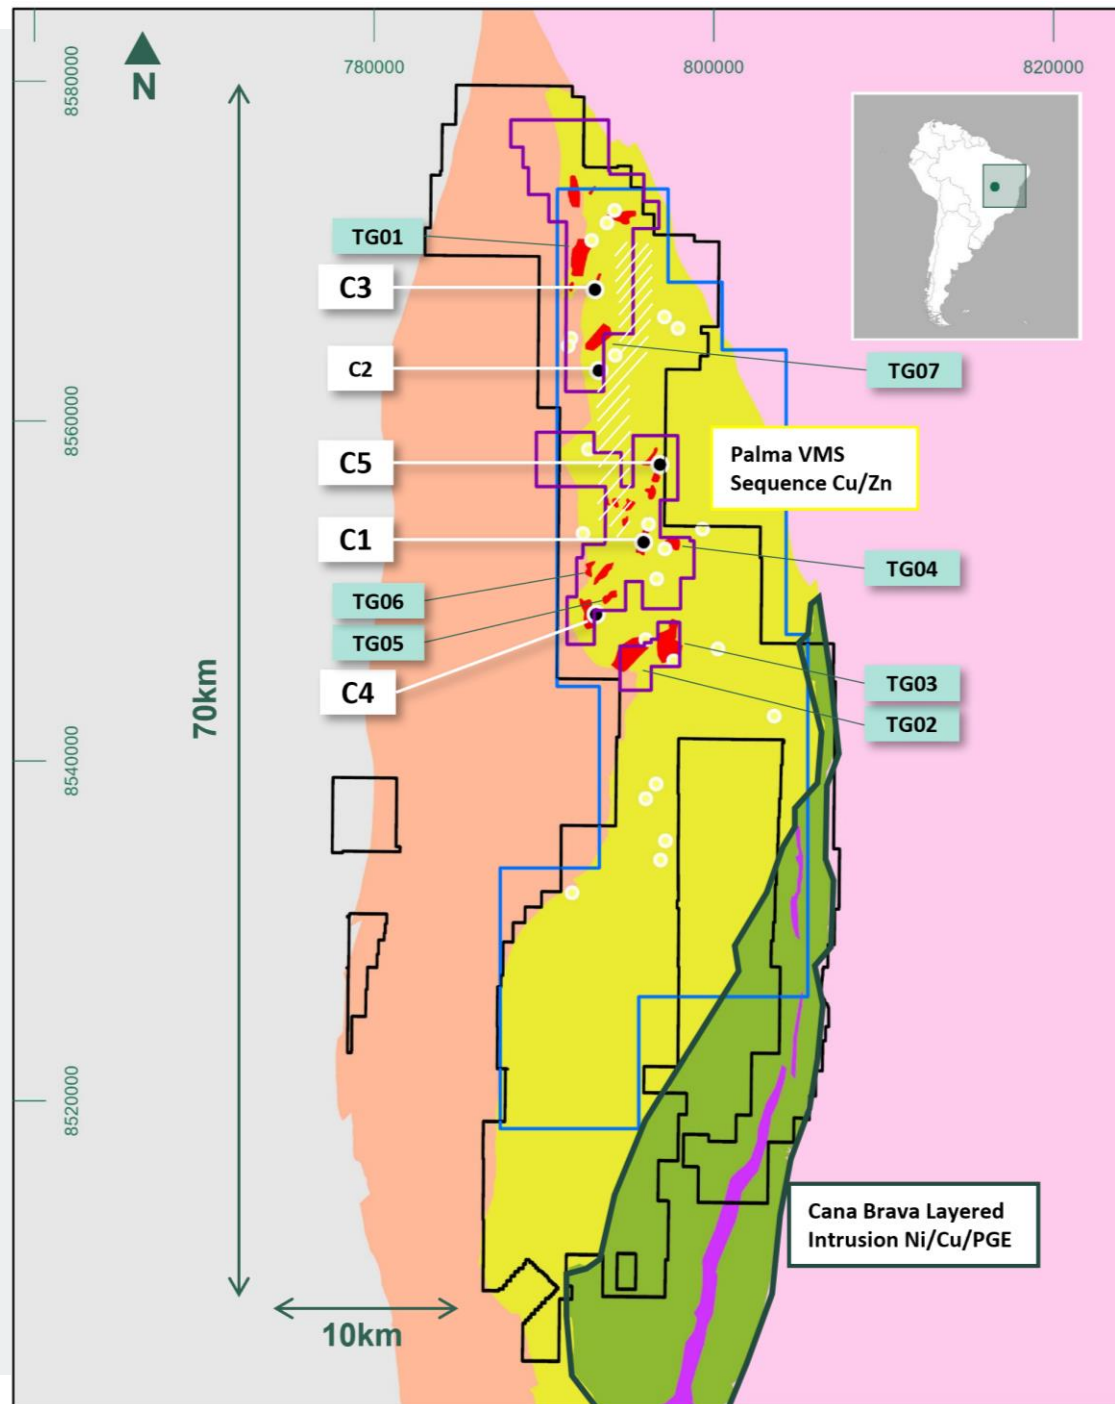 780000
800000
820000
8580000
N
TG01
C3
C2
TG07
8560000
C5
Palma VMS
Sequence Cu/Zn
C1
TG04
TG06
TG05
C4
TG03
TG02
70km
8540000
8520000
Cana Brava Layered
Intrusion Ni/Cu/PGE
10km